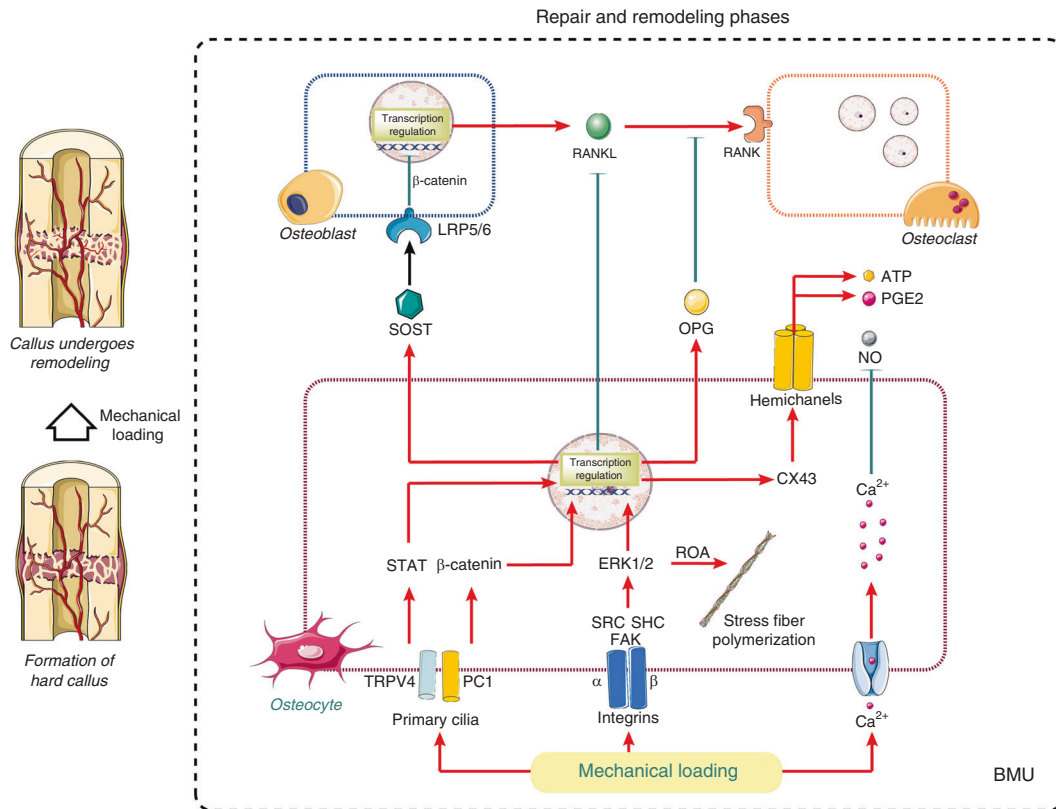 Repair and remodeling phases
Transcription
regulation
β-catenin
Osteoblast
LRP5/6
RANKL
RANK
Osteoclast
SOST
OPG
ATP
PGE2
NO
Hemichanels
Callus undergoes
remodeling
Mechanical
loading
Formation of
hard callus
Transcription
regulation
CX43
Ca2+
STAT
β-catenin
ERK1/2
ROA
Stress fiber
polymerization
SRC SHC
FAK
Osteocyte
TRPV4
PC1
Primary cilia
α
β
Integrins
Ca2+
Mechanical loading
BMU